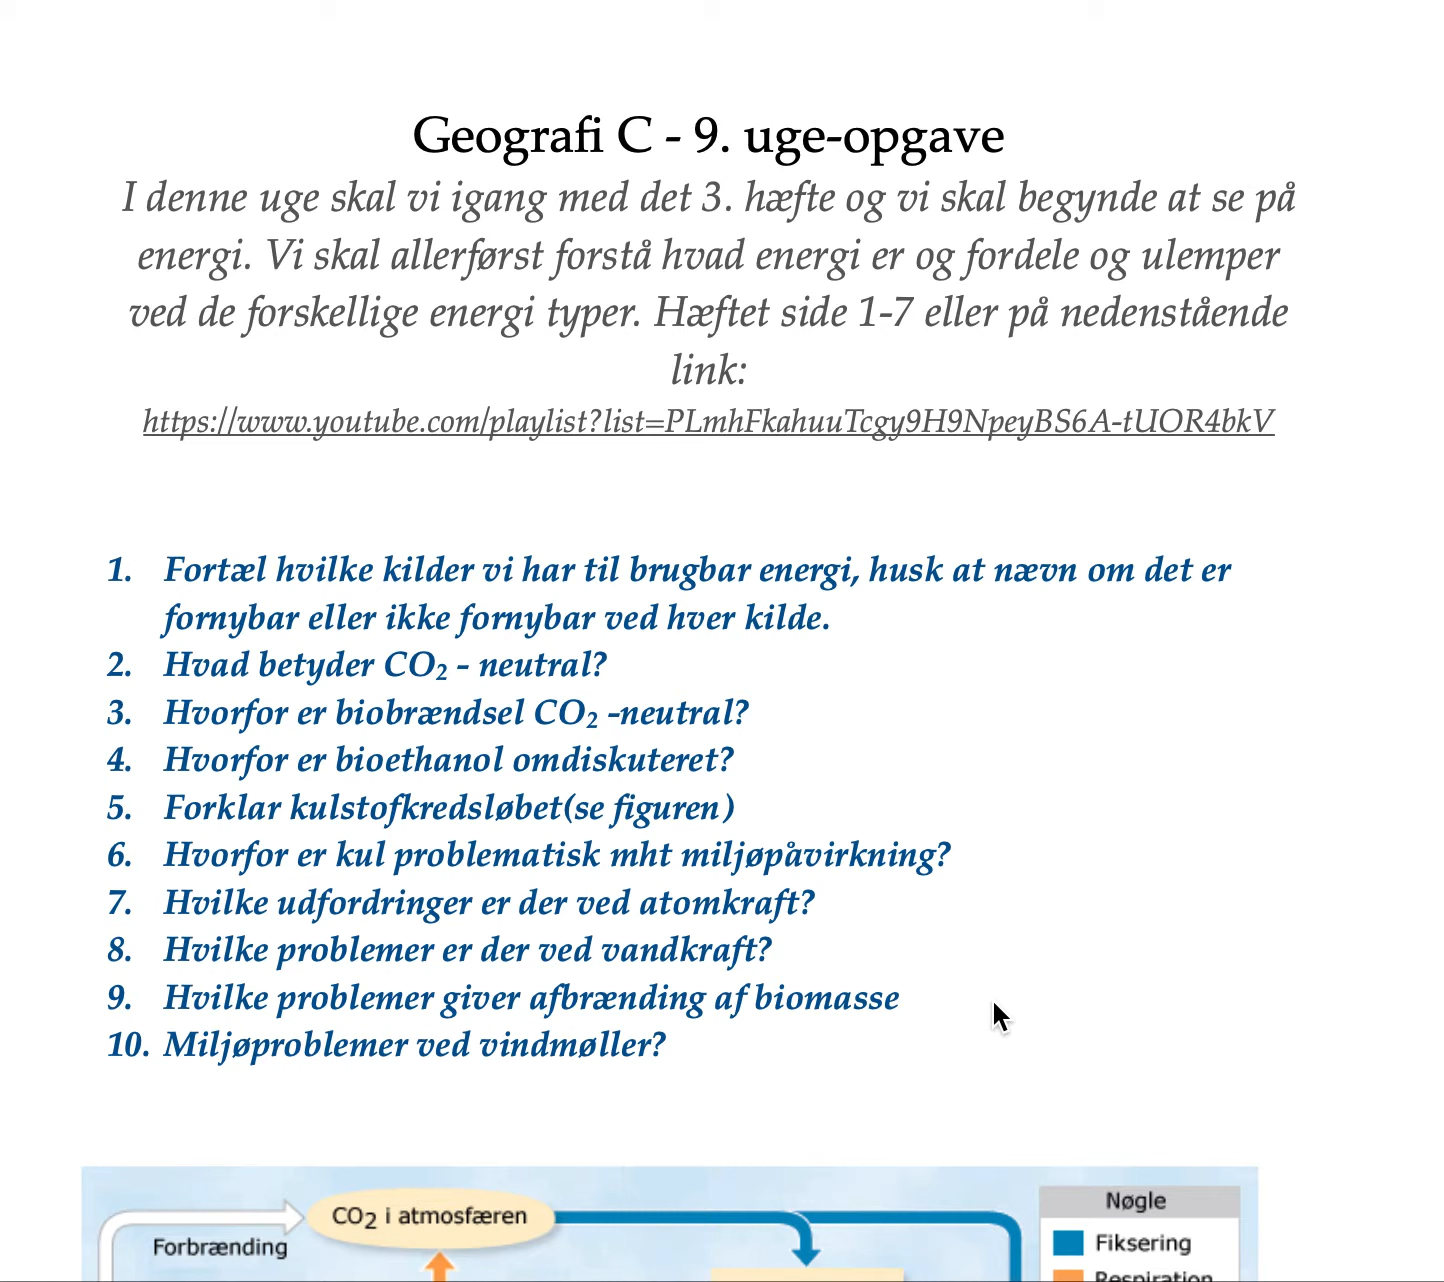 Geografi C - 9. uge-opgave
I denne uge skal vi igang med det 3. hæfte og vi skal begynde at se på
energi. Vi skal allerførst forstå hvad energi er og fordele og ulemper
ved de forskellige energi typer. Hæftet side 1-7 eller på nedenstående
link:
https://www.youtube.com/playlist?list=PLmhFkahuuTcgy9H9NpeyBS6A-tUOR4bkV
1. Fortæl hvilke kilder vi har til brugbar energi, husk at nævn om det er
fornybar eller ikke fornybar ved hver kilde.
2. Hvad betyder CO₂ - neutral?
3. Hvorfor er biobrændsel CO₂ -neutral?
4. Hvorfor er bioethanol omdiskuteret?
5. Forklar kulstofkredsløbet(se figuren)
6. Hvorfor er kul problematisk mht miljøpåvirkning?
7. Hvilke udfordringer er der ved atomkraft?
8. Hvilke problemer er der ved vandkraft?
9. Hvilke problemer giver afbrænding af biomasse
10. Miljøproblemer ved vindmøller?
Nøgle
CO₂ i atmosfæren
Forbrænding
Fiksering
Respiration